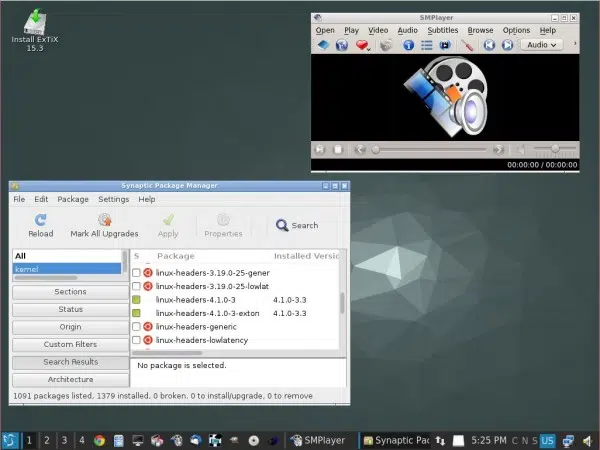 Install ExTiX
15.3
SMPlayer
Open Play Video Audio Subtitles Browse Options Help
Audio
00:00:00 / 00:00:00
Synaptic Package Manager
File Edit Package Settings Help
Reload Mark All Upgrades Apply Properties Search
All
kernel
Sections
Status
Origin
Custom Filters
Search Results
Architecture
S Package Installed Versio
linux-headers-3.19.0-25-gener
linux-headers-3.19.0-25-lowlat
linux-headers-4.1.0-3 4.1.0-3.3
linux-headers-4.1.0-3-exton 4.1.0-3.3
linux-headers-generic
linux-headers-lowlatency
No package is selected.
1091 packages listed, 1379 installed, 0 broken. 0 to install/upgrade, 0 to remove
1 2 3 4 SMPlayer Synaptic Pac 5:25 PM C N S US